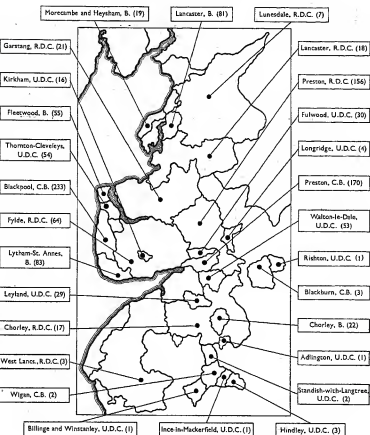 Morecambe and Heysham, B. (19)
Lancaster, B. (81)
Lunesdale, R.D.C. (7)
Garstang, R.D.C. (21)
Lancaster, R.D.C. (18)
Kirkham, U.D.C. (16)
Preston, R.D.C. (156)
Fleetwood, B. (55)
Fulwood, U.D.C. (30)
Thornton-Cleveleys,
U.D.C. (54)
Longridge, U.D.C. (4)
Blackpool, C.B. (233)
Preston, C.B. (170)
Fylde, R.D.C. (64)
Walton-le-Dale,
U.D.C. (53)
Lytham-St. Annes,
B. (83)
Rishton, U.D.C. (1)
Leyland, U.D.C. (29)
Blackburn, C.B. (3)
Chorley, R.D.C. (17)
Chorley, B. (22)
West Lancs., R.D.C. (3)
Adlington, U.D.C. (1)
Wigan, C.B. (2)
Standish-with-Langtree,
U.D.C. (2)
Billinge and Winstanley, U.D.C. (1)
Ince-in-Mackerfield, U.D.C. (1)
Hindley, U.D.C. (3)